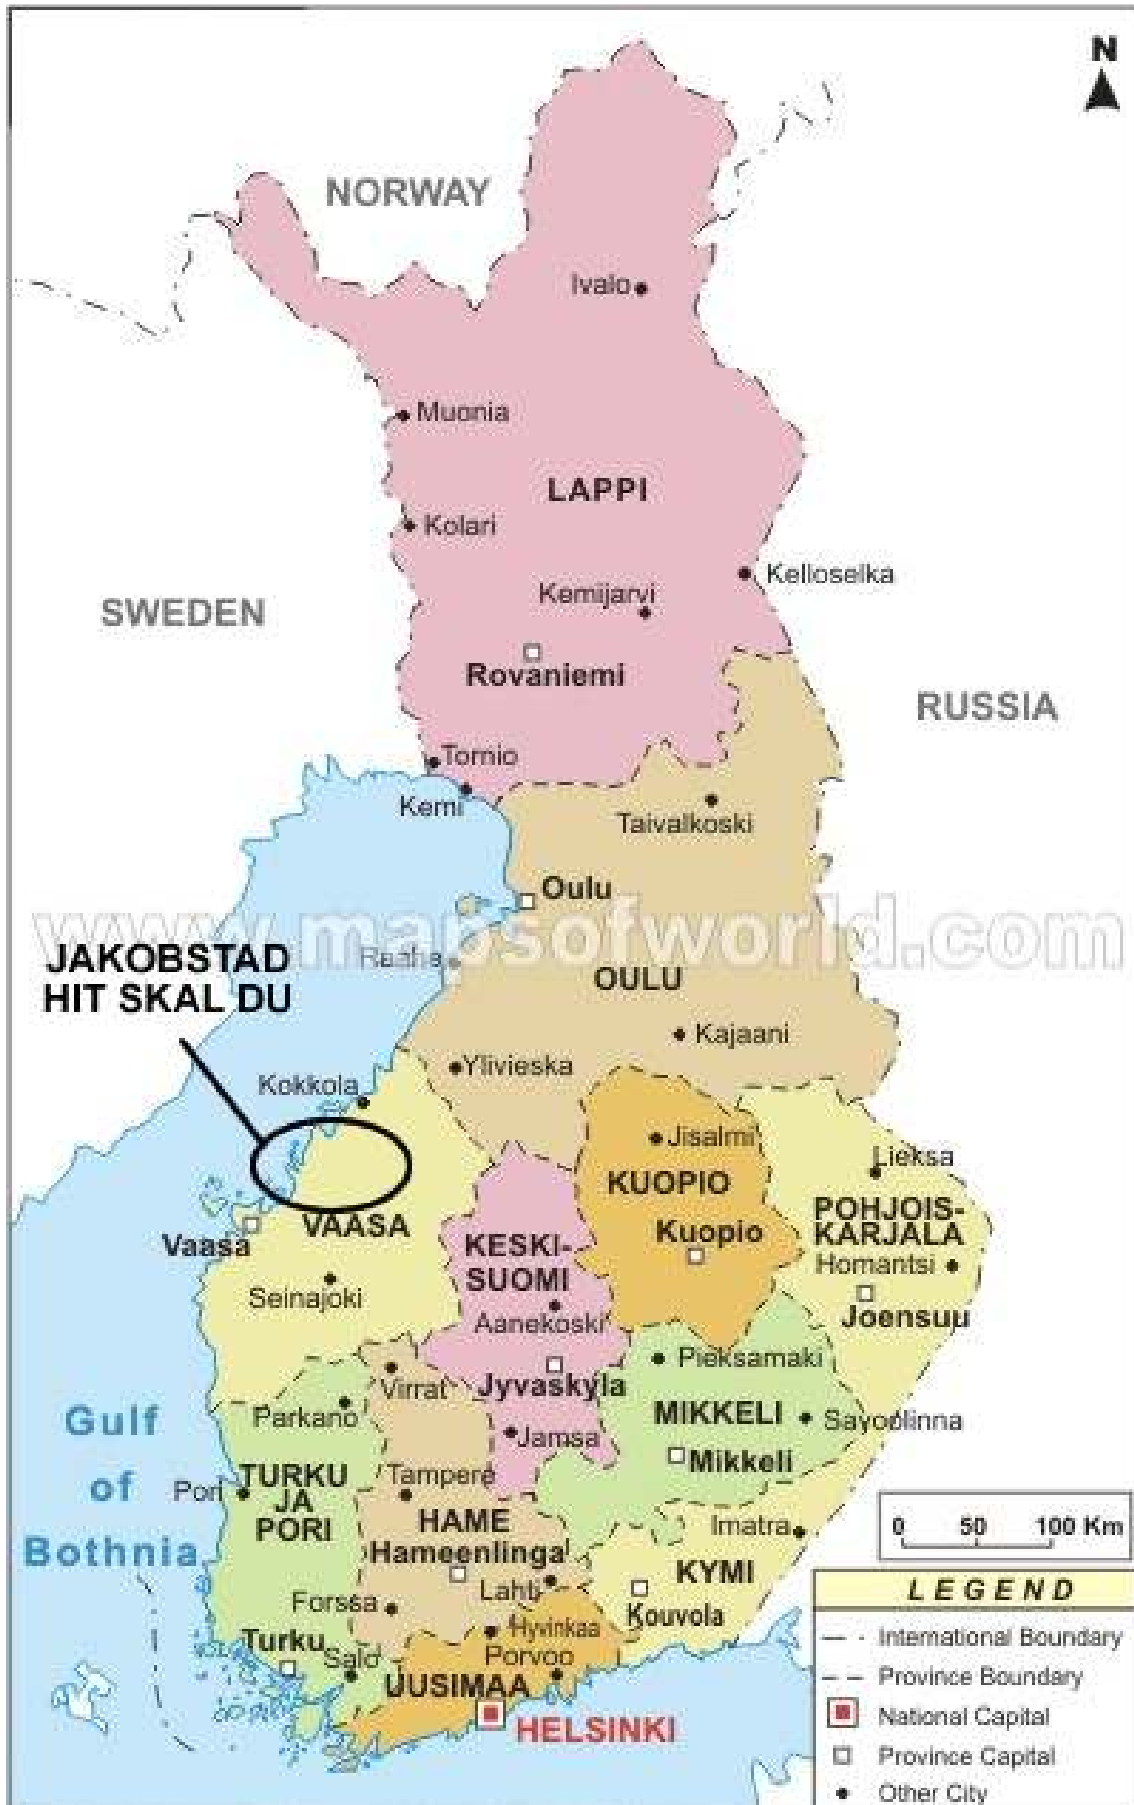 N
NORWAY
Ivalo
Muonia
LAPPI
Kolari
Kelloselka
Kemijarvi
SWEDEN
Rovaniemi
RUSSIA
Tornio
Kemi
Taivalkoski
Oulu
www.mapsofworld.com
JAKOBSTAD
HIT SKAL DU
Raahe
OULU
Kajaani
Ylivieska
Kokkola
Jisalmi
Lieksa
KUOPIO
POHJOIS-
KARJALA
VAASA
Vaasa
Kuopio
KESKI-
SUOMI
Homantsi
Seinajoki
Joensuu
Aanekoski
Pieksamaki
Virrat
Jyvaskyla
Parkano
MIKKELI
Savoolinna
Gulf
of
Bothnia
Jamsa
Mikkeli
Tampere
Pori
TURKU
JA
PORI
HAME
Imatra
0 50 100 Km
Hameenlinga
KYMI
Lahti
LEGEND
Forssa
Kouvola
Hyvinkaa
International Boundary
Turku
Salo
Porvoo
Province Boundary
UUSIMAA
National Capital
HELSINKI
Province Capital
Other City